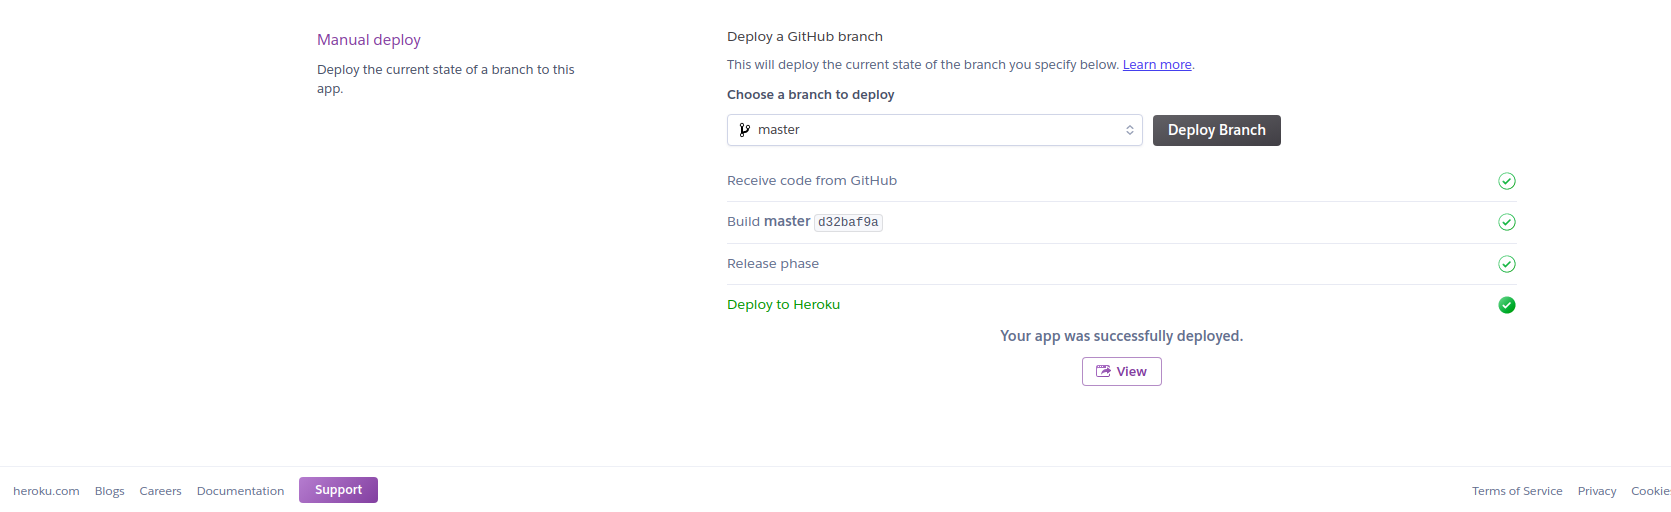 Manual deploy
Deploy the current state of a branch to this
app.
Deploy a GitHub branch
This will deploy the current state of the branch you specify below. Learn more.
Choose a branch to deploy
master
Deploy Branch
Receive code from GitHub
Build master d32baf9a
Release phase
Deploy to Heroku
Your app was successfully deployed.
View
heroku.com Blogs Careers Documentation Support Terms of Service Privacy Cookies